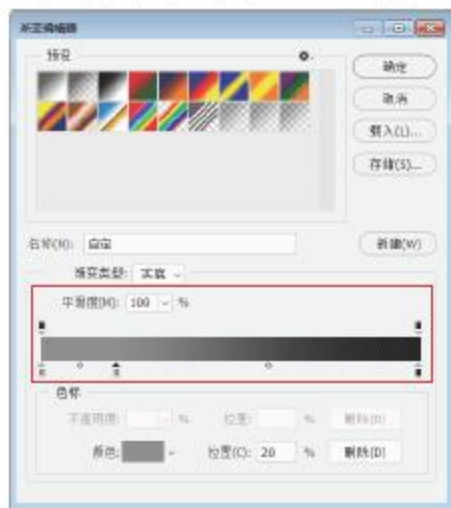 渐变编辑器
预设
确定
取消
载入(L)...
存储(S)...
名称(N): 自定
新建(W)
渐变类型: 实底
平滑度(M): 100 %
色标
不透明度: % 位置: % 删除(D)
颜色: 位置(C): 20 % 删除(D)